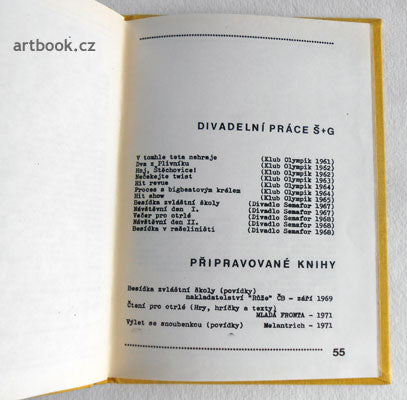 artbook.cz
DIVADELNÍ PRÁCE Š+G
V tomhle teta nehraje (Klub Olympik 1961)
Dva z Plivníku (Klub Olympik 1962)
Haj, Štěchovice! (Klub Olympik 1962)
Nečekejte twist (Klub Olympik 1963)
Hit revue (Klub Olympik 1964)
Proces s bigbeatovým králem (Klub Olympik 1964)
Hit show (Klub Olympik 1965)
Besídka zvláštní školy (Divadlo Semafor 1967)
Návštěvní den I. (Divadlo Semafor 1967)
Večer pro otrlé (Divadlo Semafor 1968)
Návštěvní den II. (Divadlo Semafor 1968)
Besídka v rašeliništi (Divadlo Semafor 1968)
PŘIPRAVOVANÉ KNIHY
Besídka zvláštní školy (povídky)
nakladatelství "Růže" ČB - září 1969
Čtení pro otrlé (Hry, hříčky a texty)
MLADÁ FRONTA - 1971
Výlet se snoubenkou (povídky) Melantrich - 1971
55